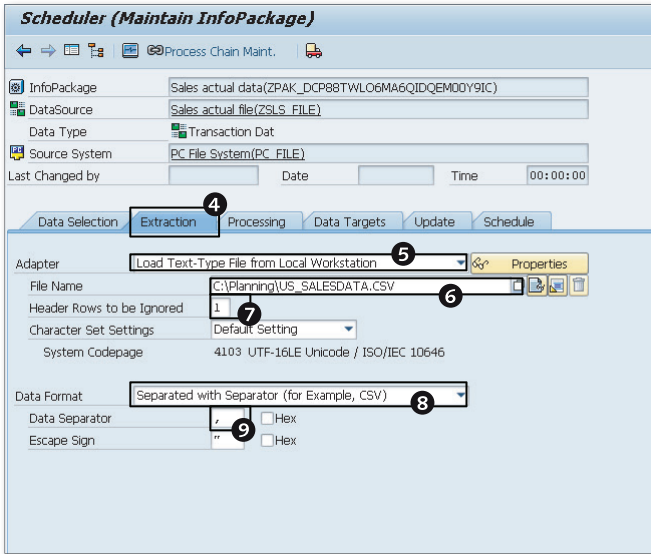 Scheduler (Maintain InfoPackage)
Process Chain Maint.
InfoPackage Sales actual data(ZPAK_DCP88TWLO6MA6QIDQEM00Y9IC)
DataSource Sales actual file(ZSLS_FILE)
Data Type Transaction Dat
Source System PC File System(PC_FILE)
Last Changed by Date Time 00:00:00
4
Data Selection Extraction Processing Data Targets Update Schedule
Adapter Load Text-Type File from Local Workstation 5 Properties
File Name C:\Planning\US_SALESDATA.CSV 6
Header Rows to be Ignored 1 7
Character Set Settings Default Setting
System Codepage 4103 UTF-16LE Unicode / ISO/IEC 10646
Data Format Separated with Separator (for Example, CSV) 8
Data Separator , 9 Hex
Escape Sign " Hex